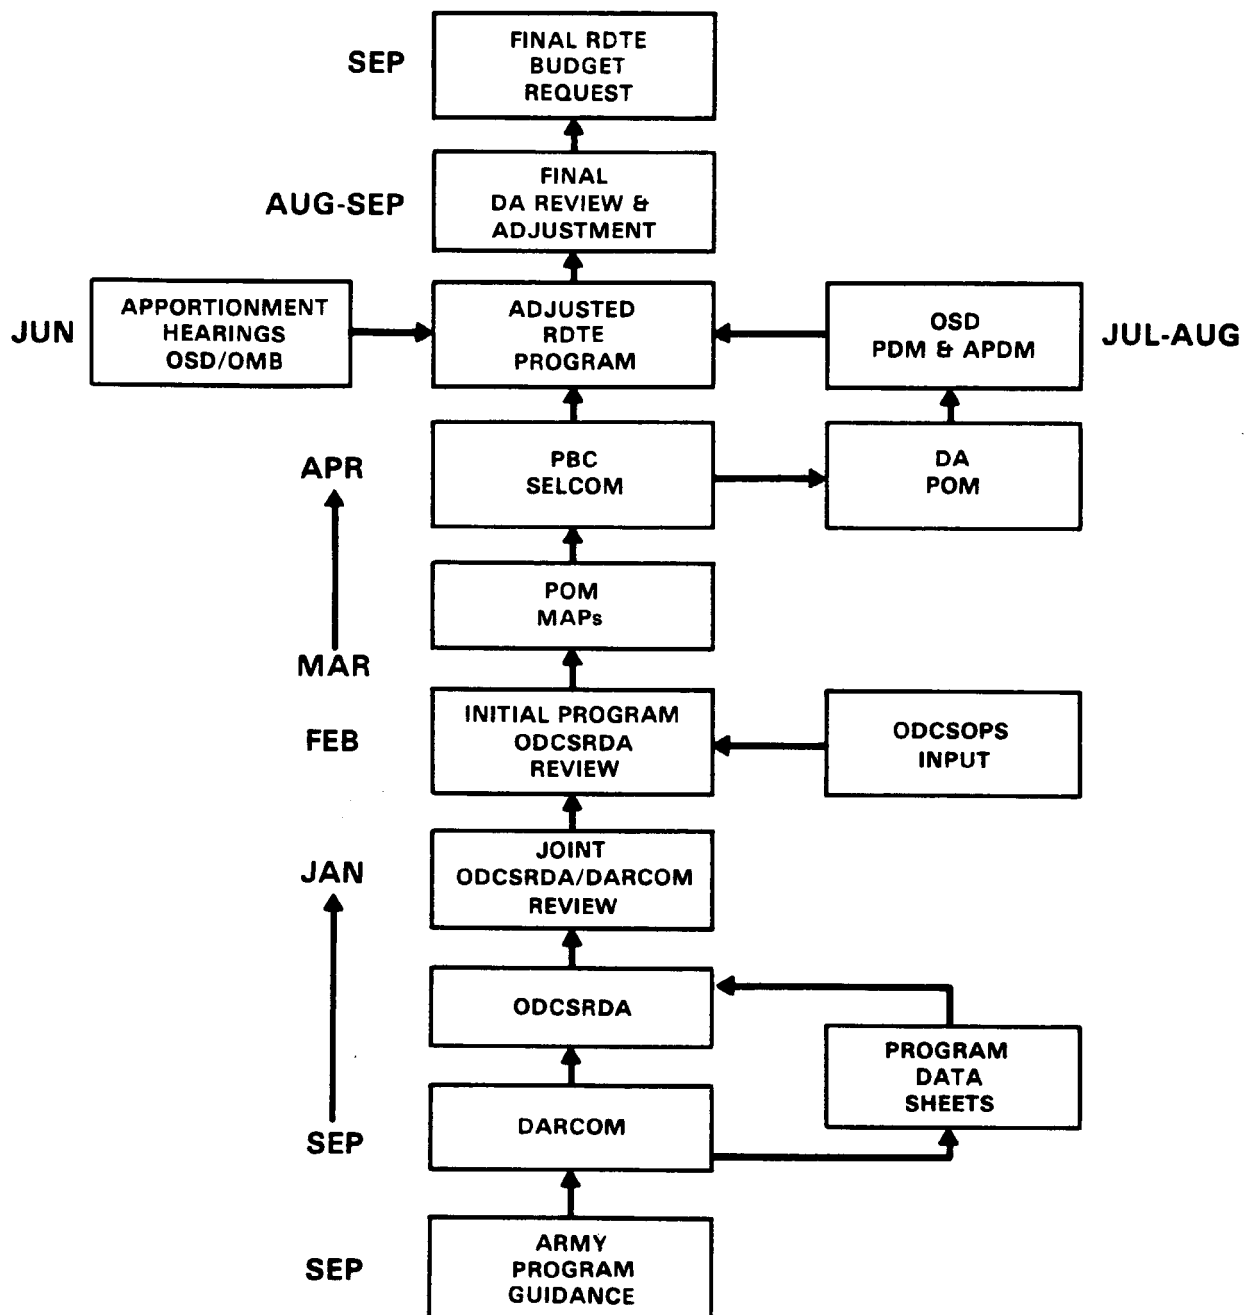 SEP
FINAL RDTE
BUDGET
REQUEST
AUG-SEP
FINAL
DA REVIEW &
ADJUSTMENT
JUN
APPORTIONMENT
HEARINGS
OSD/OMB
ADJUSTED
RDTE
PROGRAM
OSD
PDM & APDM
JUL-AUG
APR
PBC
SELCOM
DA
POM
POM
MAPs
MAR
FEB
INITIAL PROGRAM
ODCSRDA
REVIEW
ODCSOPS
INPUT
JAN
JOINT
ODCSRDA/DARCOM
REVIEW
ODCSRDA
PROGRAM
DATA
SHEETS
SEP
DARCOM
SEP
ARMY
PROGRAM
GUIDANCE